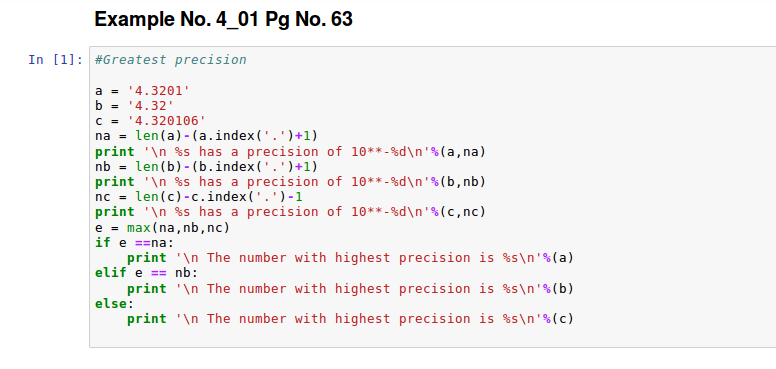 Example No. 4_01 Pg No. 63
In [1]: #Greatest precision
a = '4.3201'
b = '4.32'
c = '4.320106'
na = len(a)-(a.index('.')+1)
print '\n %s has a precision of 10**-%d\n'%(a,na)
nb = len(b)-(b.index('.')+1)
print '\n %s has a precision of 10**-%d\n'%(b,nb)
nc = len(c)-c.index('.')-1
print '\n %s has a precision of 10**-%d\n'%(c,nc)
e = max(na,nb,nc)
if e ==na:
    print '\n The number with highest precision is %s\n'%(a)
elif e == nb:
    print '\n The number with highest precision is %s\n'%(b)
else:
    print '\n The number with highest precision is %s\n'%(c)